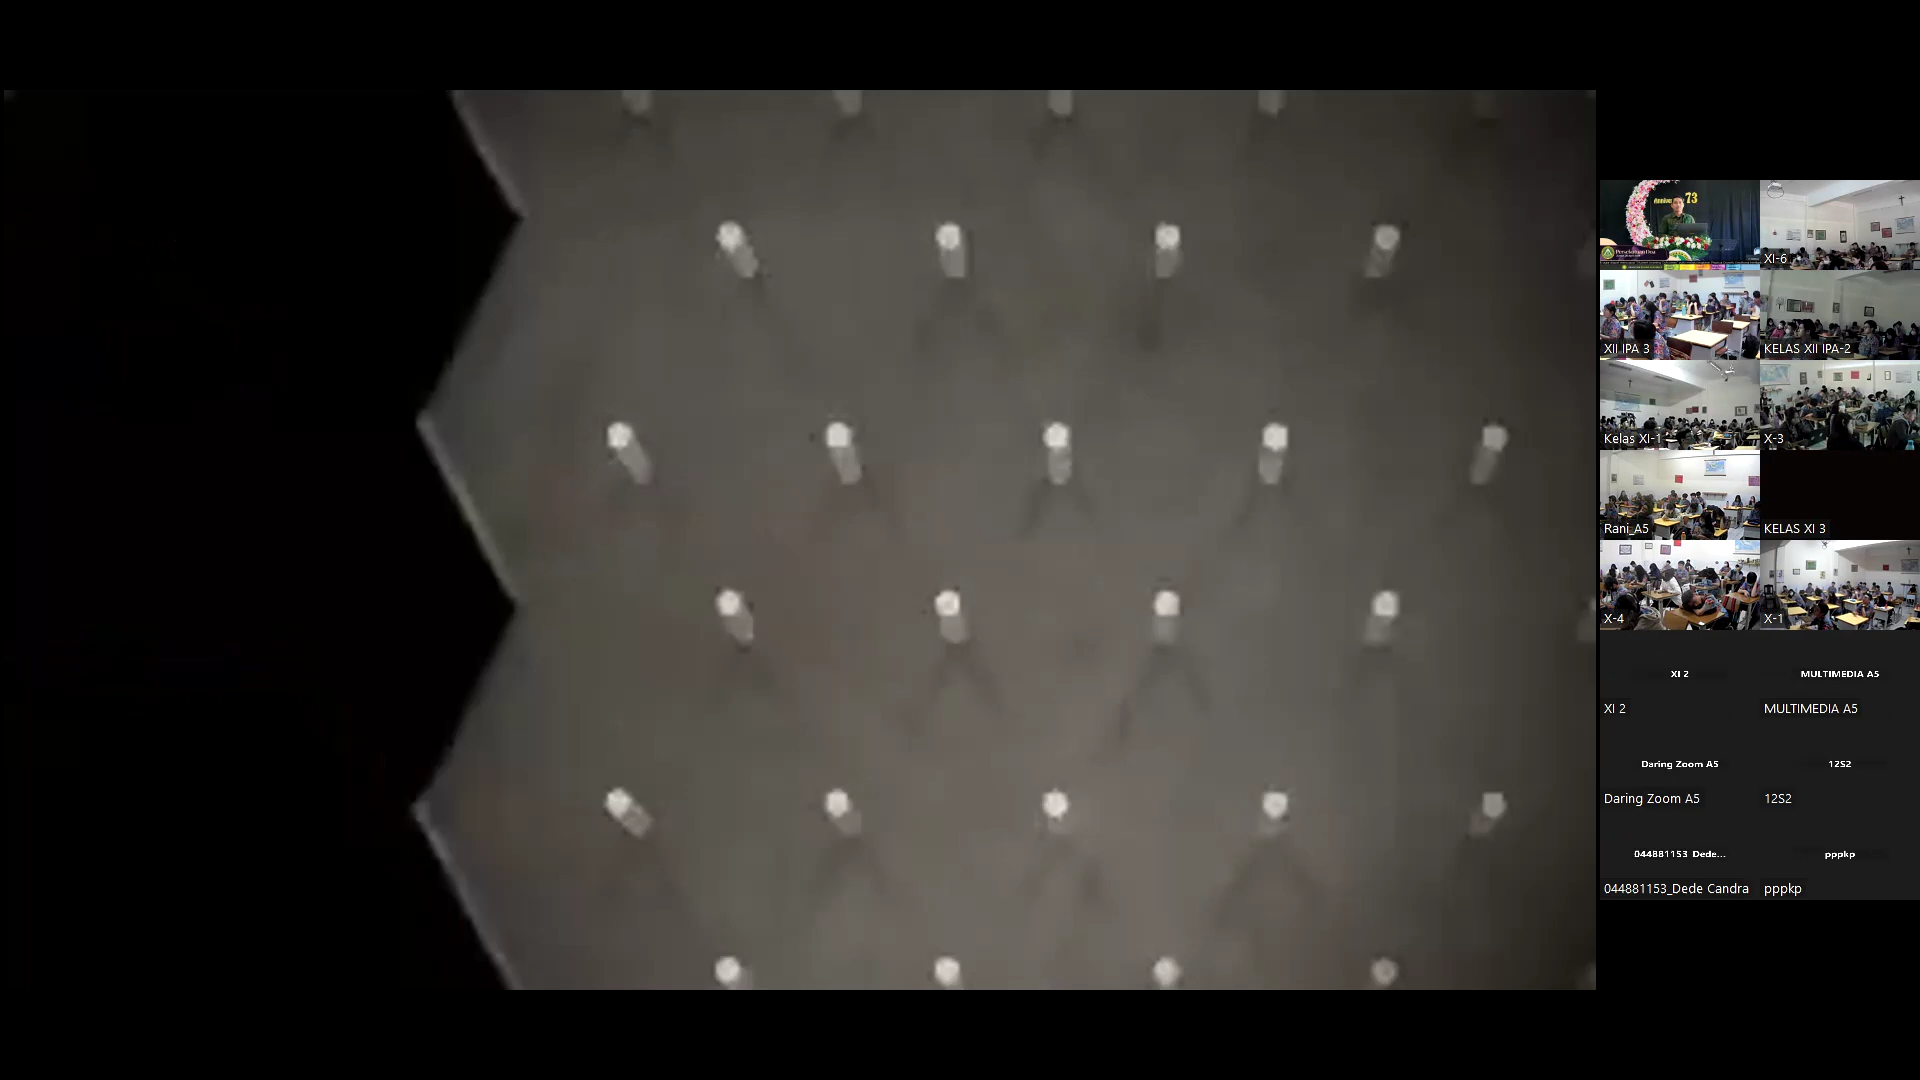 73
XI-6
XII IPA 3
KELAS XII IPA-2
Kelas XI-1
X-3
Rani_A5
KELAS XI 3
X-4
X-1
XI 2
MULTIMEDIA A5
XI 2
MULTIMEDIA A5
Daring Zoom A5
12S2
Daring Zoom A5
12S2
044881153_Dede...
pppkp
044881153_Dede Candra
pppkp